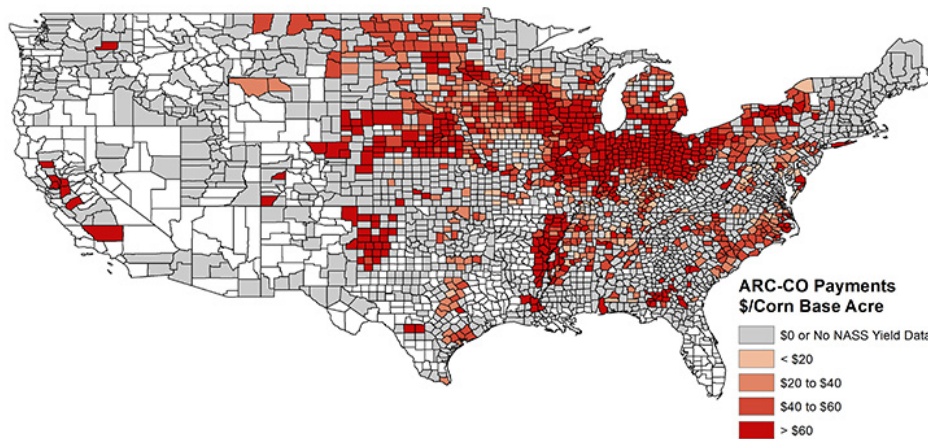 ARC-CO Payments
$/Corn Base Acre
$0 or No NASS Yield Data
< $20
$20 to $40
$40 to $60
> $60